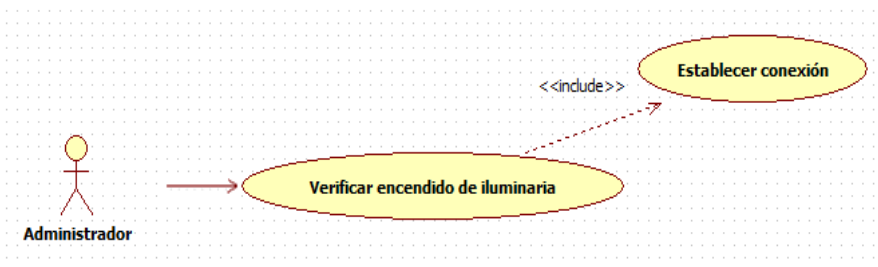 Establecer conexión
<<include>>
Verificar encendido de iluminaria
Administrador